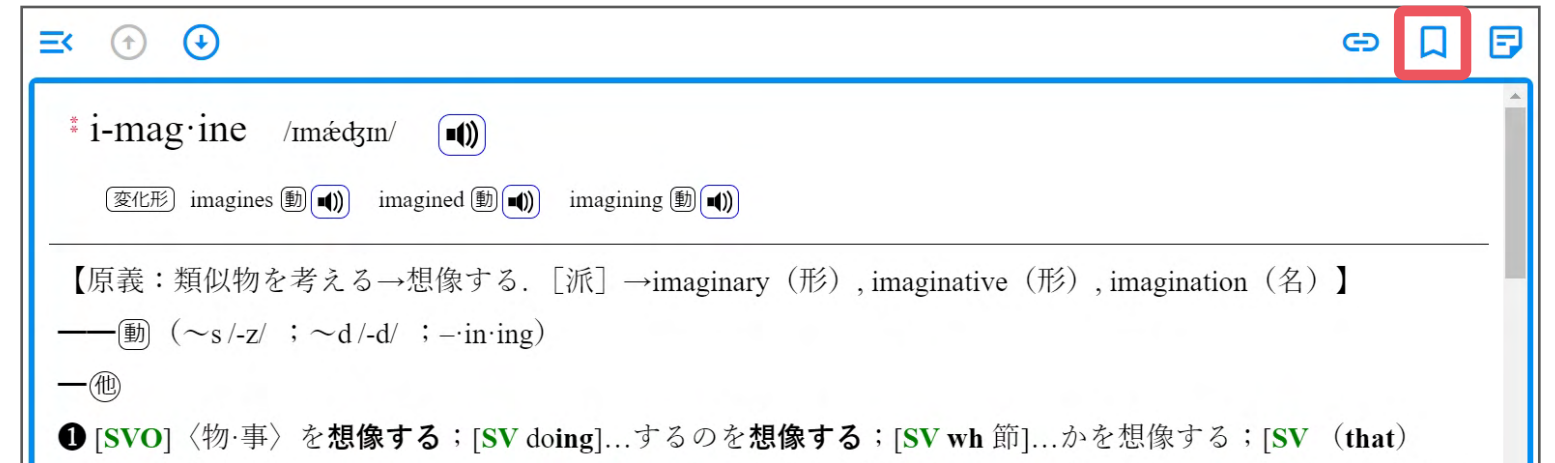 ** i-mag·ine /ɪmǽdʒɪn/
変化形 imagines 動 imagined 動 imagining 動
【原義：類似物を考える→想像する．［派］→imaginary（形）, imaginative（形）, imagination（名）】
——動（～s /-z/ ；～d /-d/ ；–·in·ing）
—他
❶ [SVO]〈物·事〉を想像する；[SV doing]…するのを想像する；[SV wh 節]…かを想像する；[SV （that）